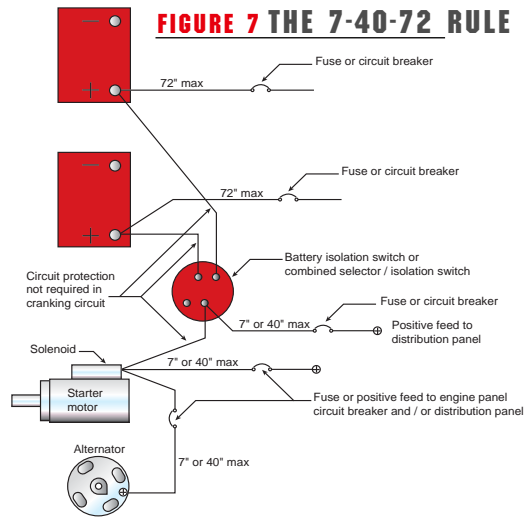 FIGURE 7 THE 7-40-72 RULE
Fuse or circuit breaker
72" max
Fuse or circuit breaker
72" max
Battery isolation switch or
combined selector / isolation switch
Circuit protection
not required in
cranking circuit
Fuse or circuit breaker
7" or 40" max
Positive feed to
distribution panel
Solenoid
7" or 40" max
Starter
motor
Fuse or positive feed to engine panel
circuit breaker and / or distribution panel
Alternator
7" or 40" max